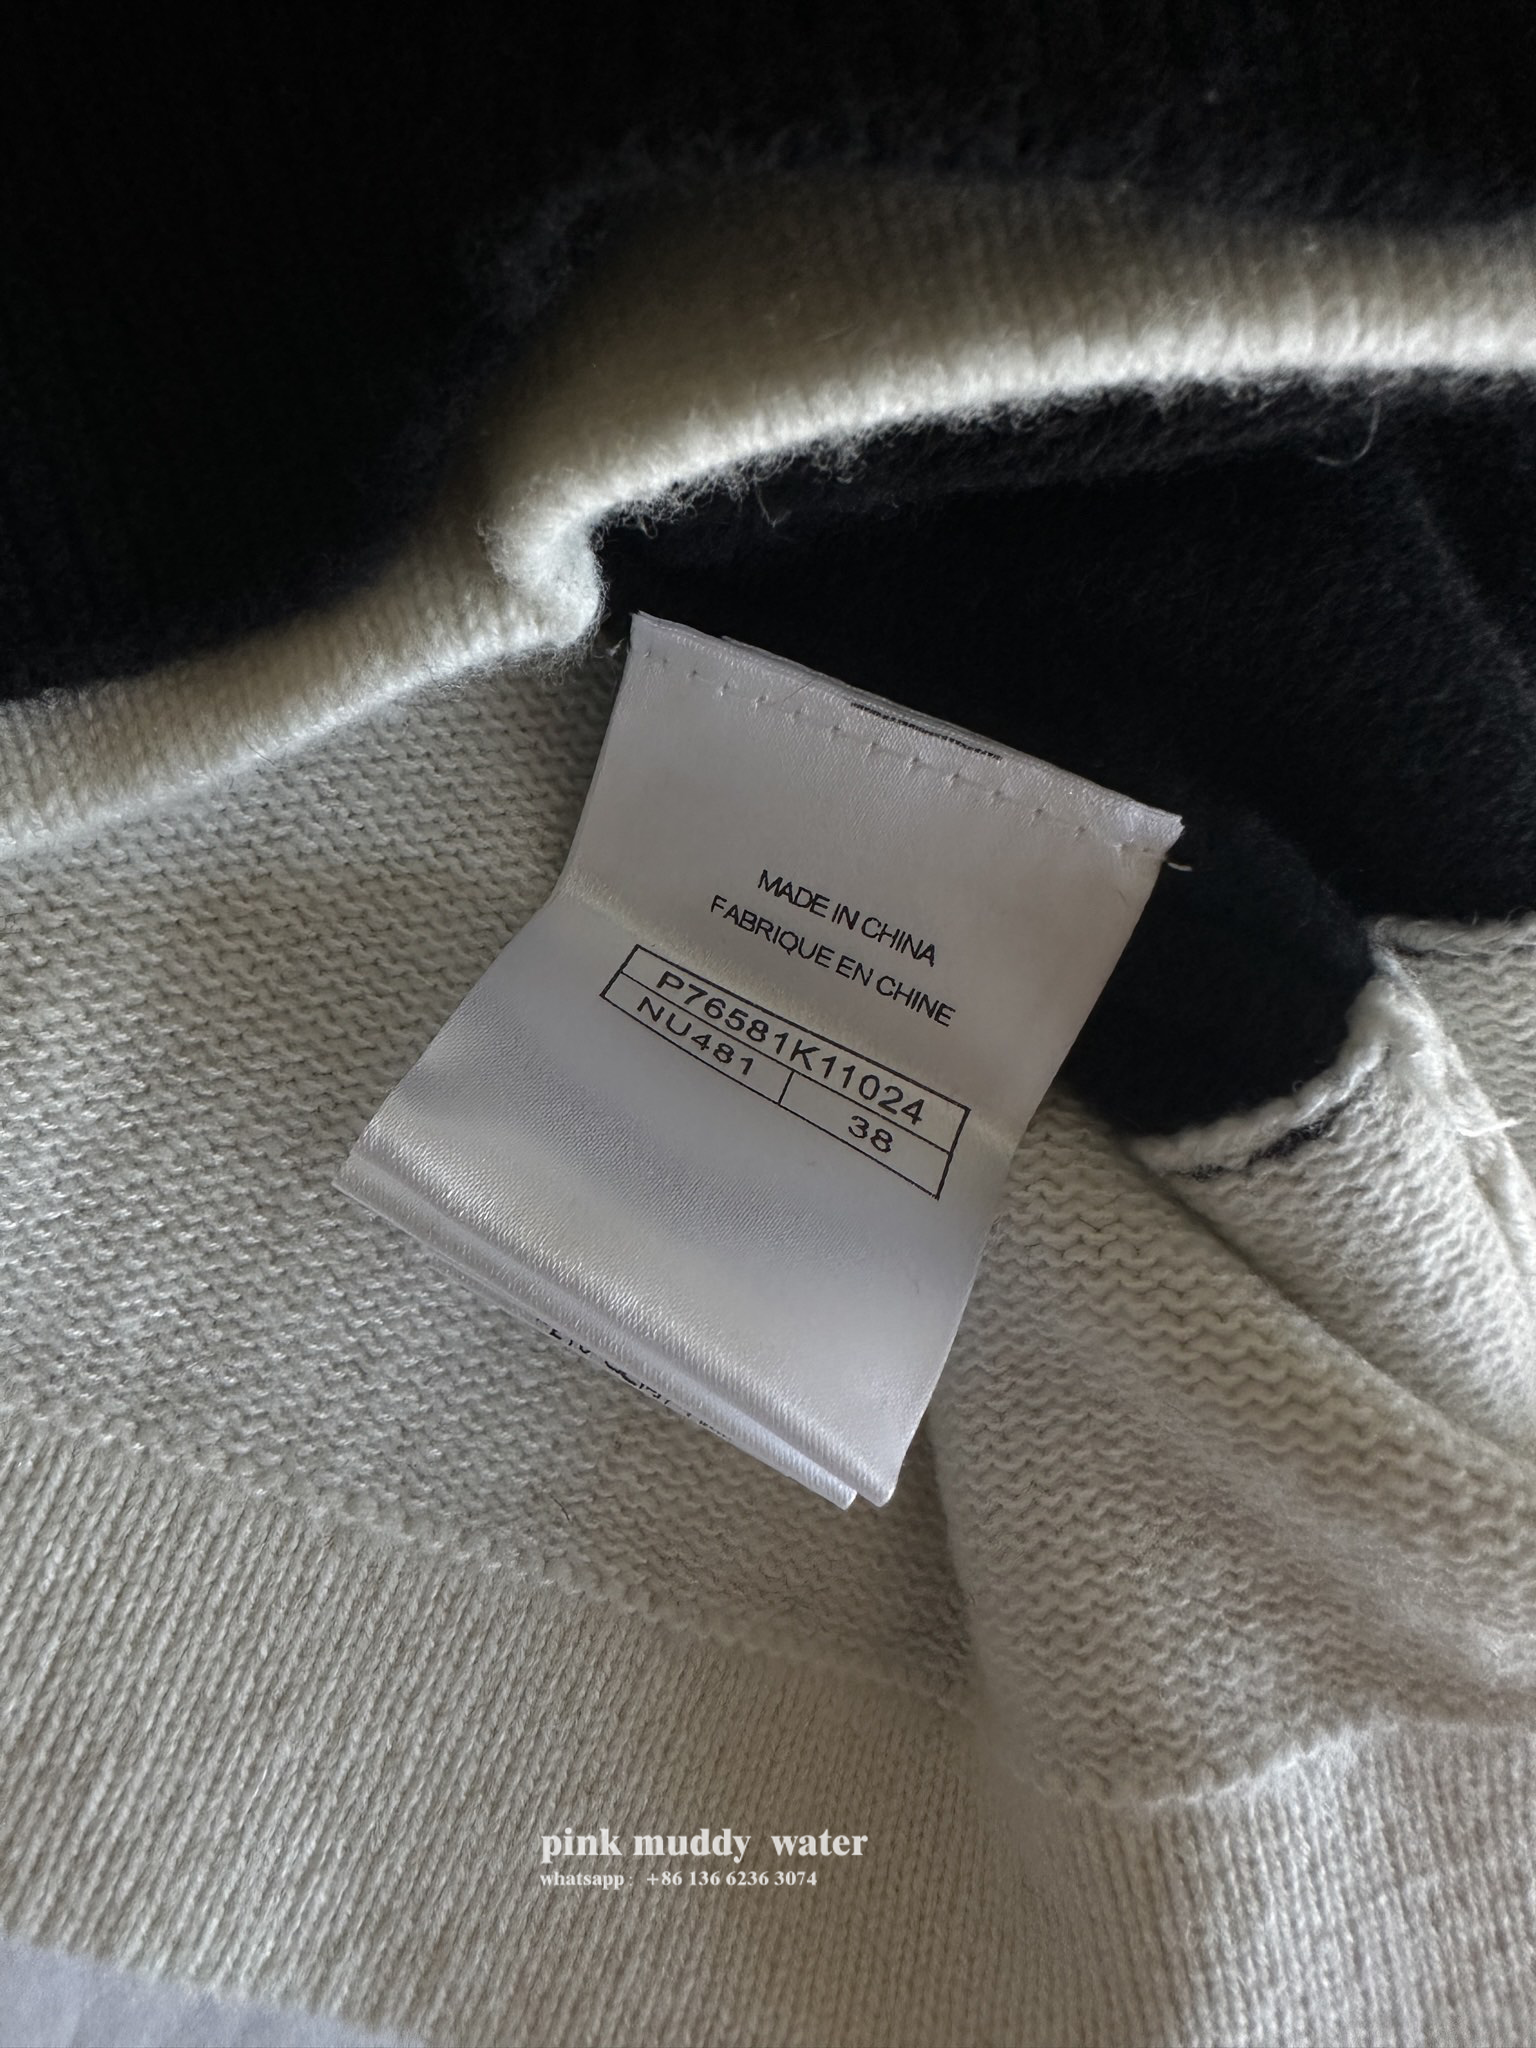 MADE IN CHINA
FABRIQUE EN CHINE
P76581K11024
NU481 38
pink muddy water
whatsapp: +86 136 6236 3074